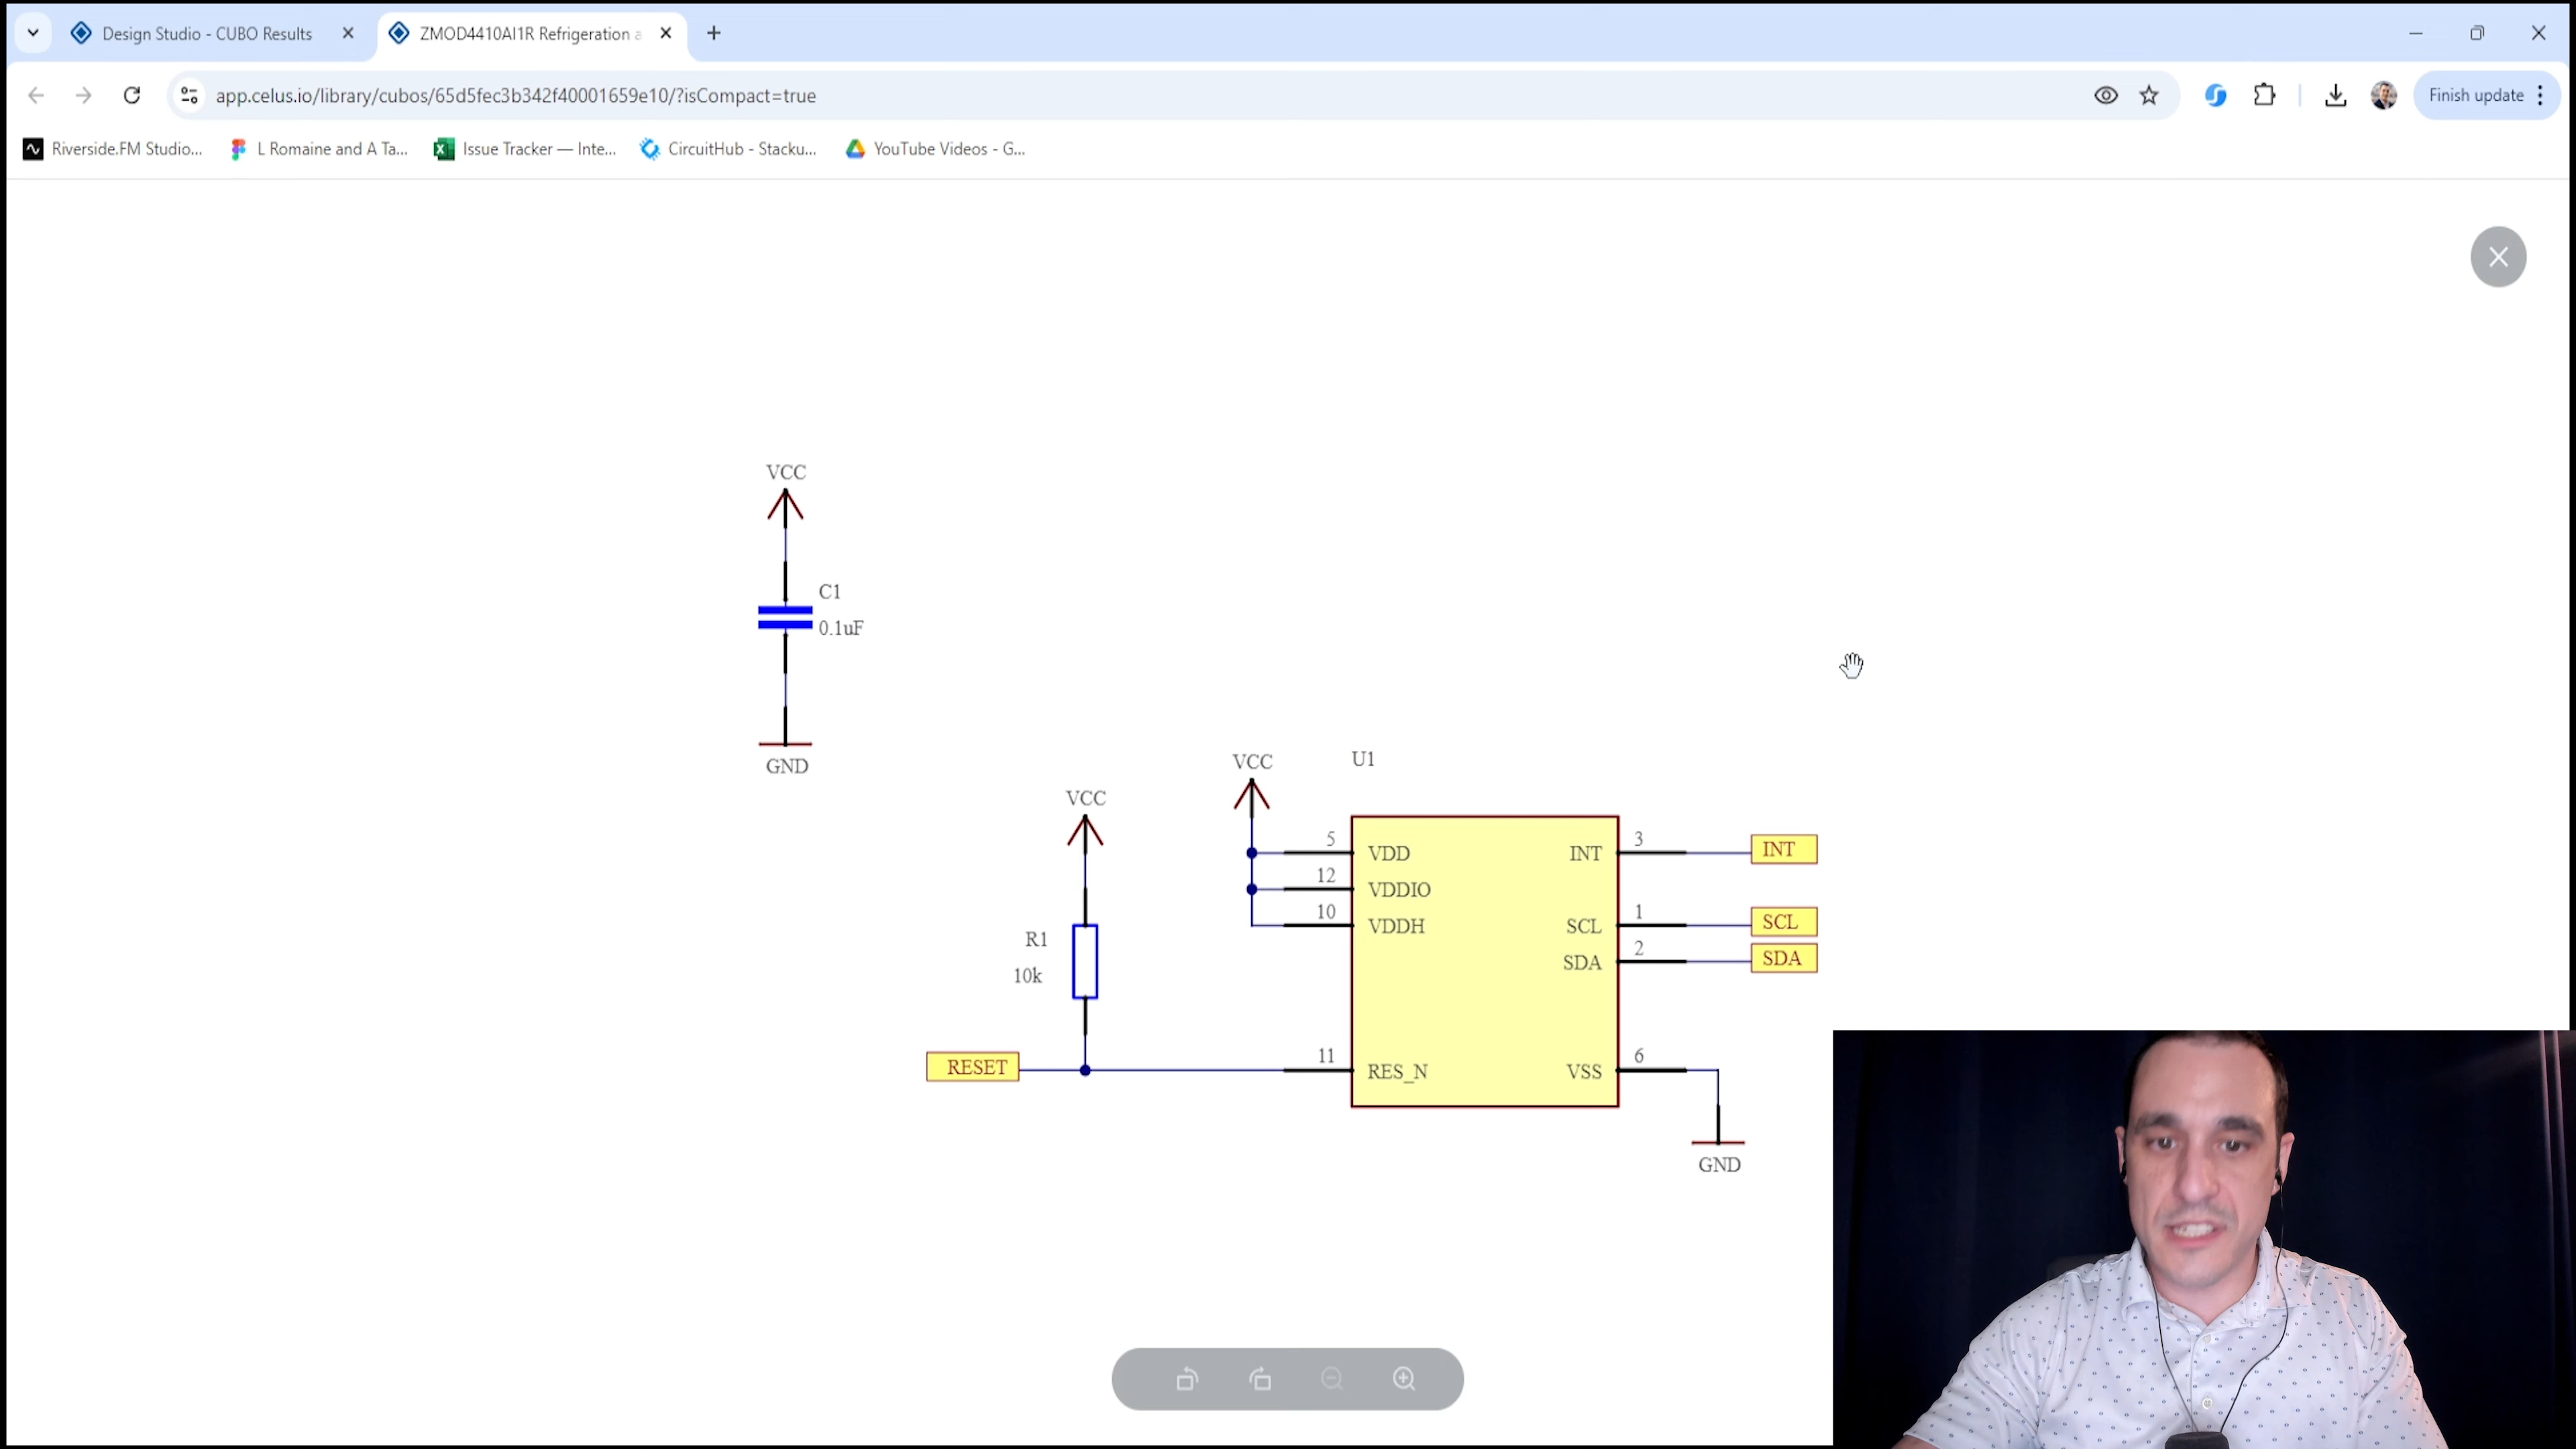 Design Studio - CUBO Results
ZMOD4410AI1R Refrigeration a
app.celus.io/library/cubos/65d5fec3b342f40001659e10/?isCompact=true
Finish update
Riverside.FM Studio...
L Romaine and A Ta...
Issue Tracker — Inte...
CircuitHub - Stacku...
YouTube Videos - G...
VCC
C1
0.1uF
GND
VCC
R1
10k
RESET
VCC
U1
5 VDD
12 VDDIO
10 VDDH
11 RES_N
INT 3 INT
SCL 1 SCL
SDA 2 SDA
VSS 6
GND